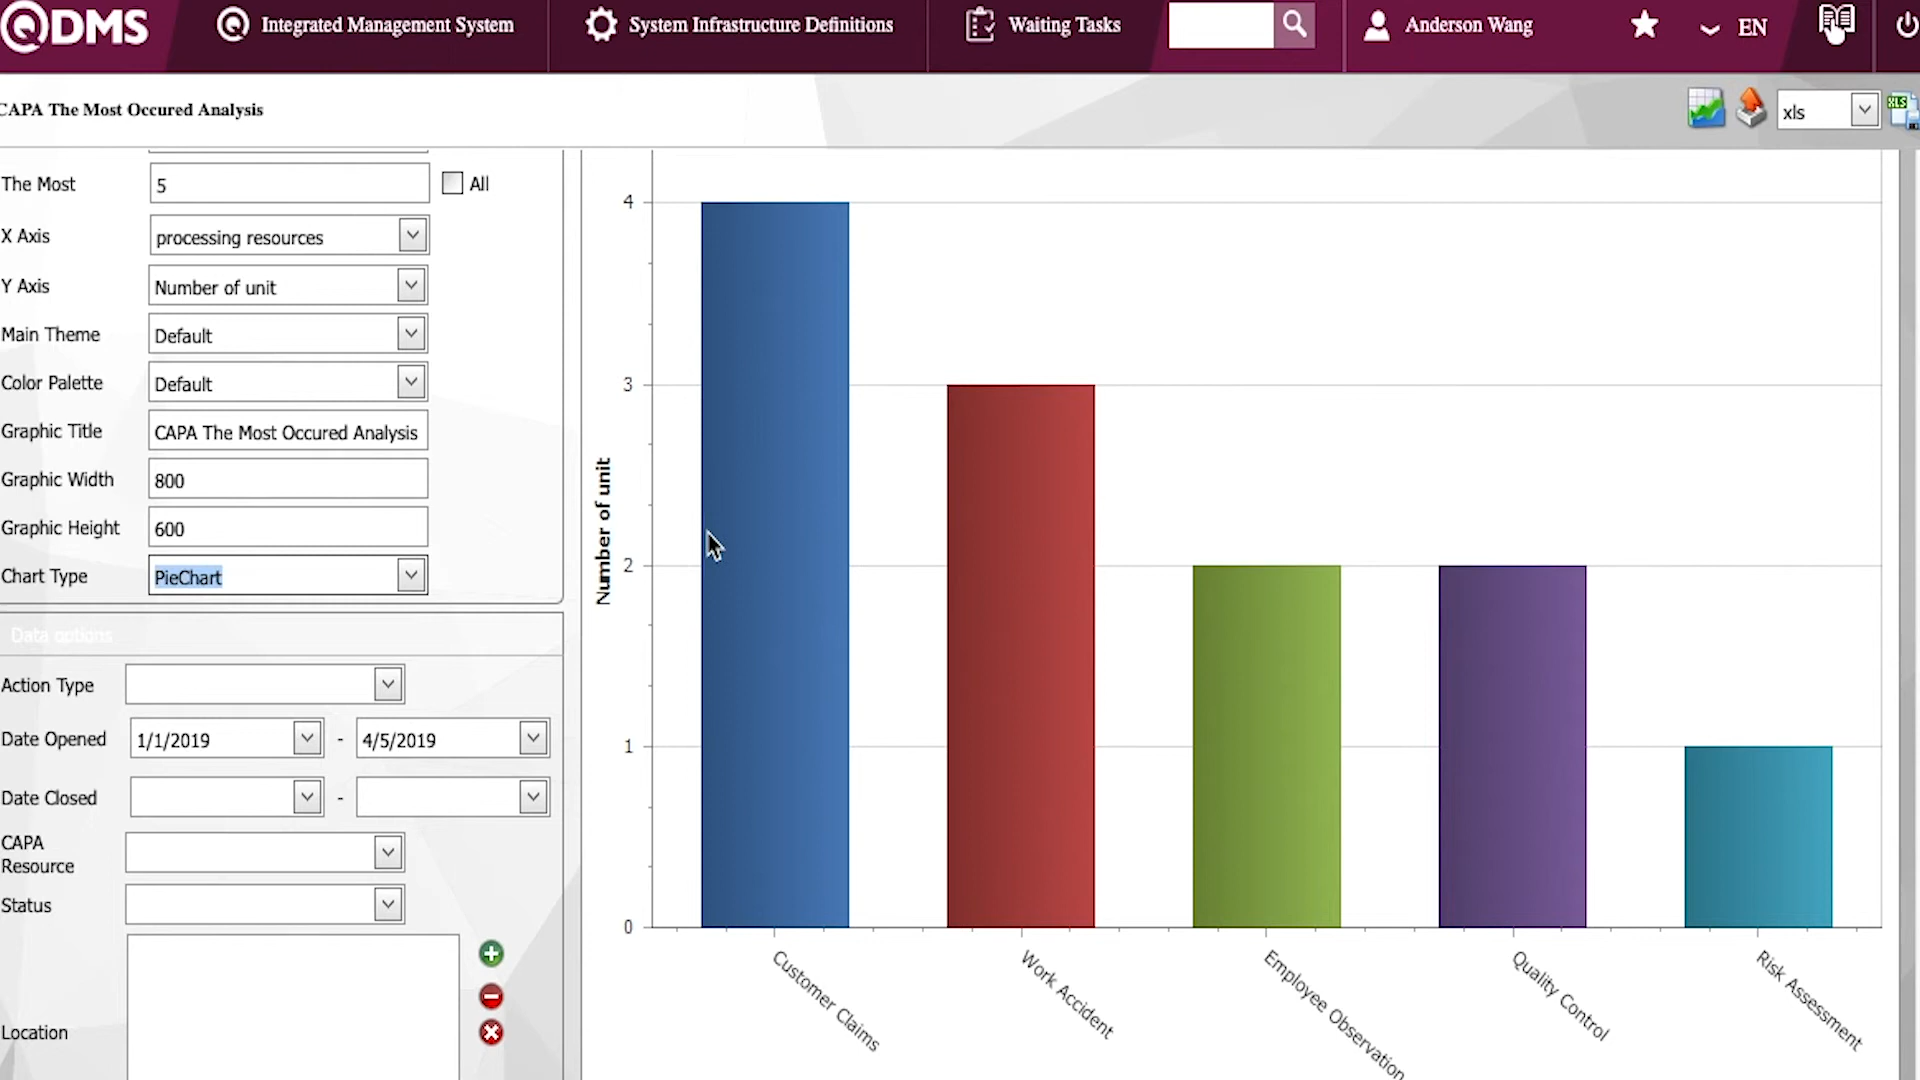 QDMS Integrated Management System System Infrastructure Definitions Waiting Tasks Anderson Wang EN
CAPA The Most Occured Analysis
xls
XLS
The Most 5 All
X Axis processing resources
Y Axis Number of unit
Main Theme Default
Color Palette Default
Graphic Title CAPA The Most Occured Analysis
Graphic Width 800
Graphic Height 600
Chart Type PieChart
Data options
Action Type
Date Opened 1/1/2019 - 4/5/2019
Date Closed -
CAPA
Resource
Status
Location
Number of unit
4
3
2
1
0
Customer Claims
Work Accident
Employee Observation
Quality Control
Risk Assessment